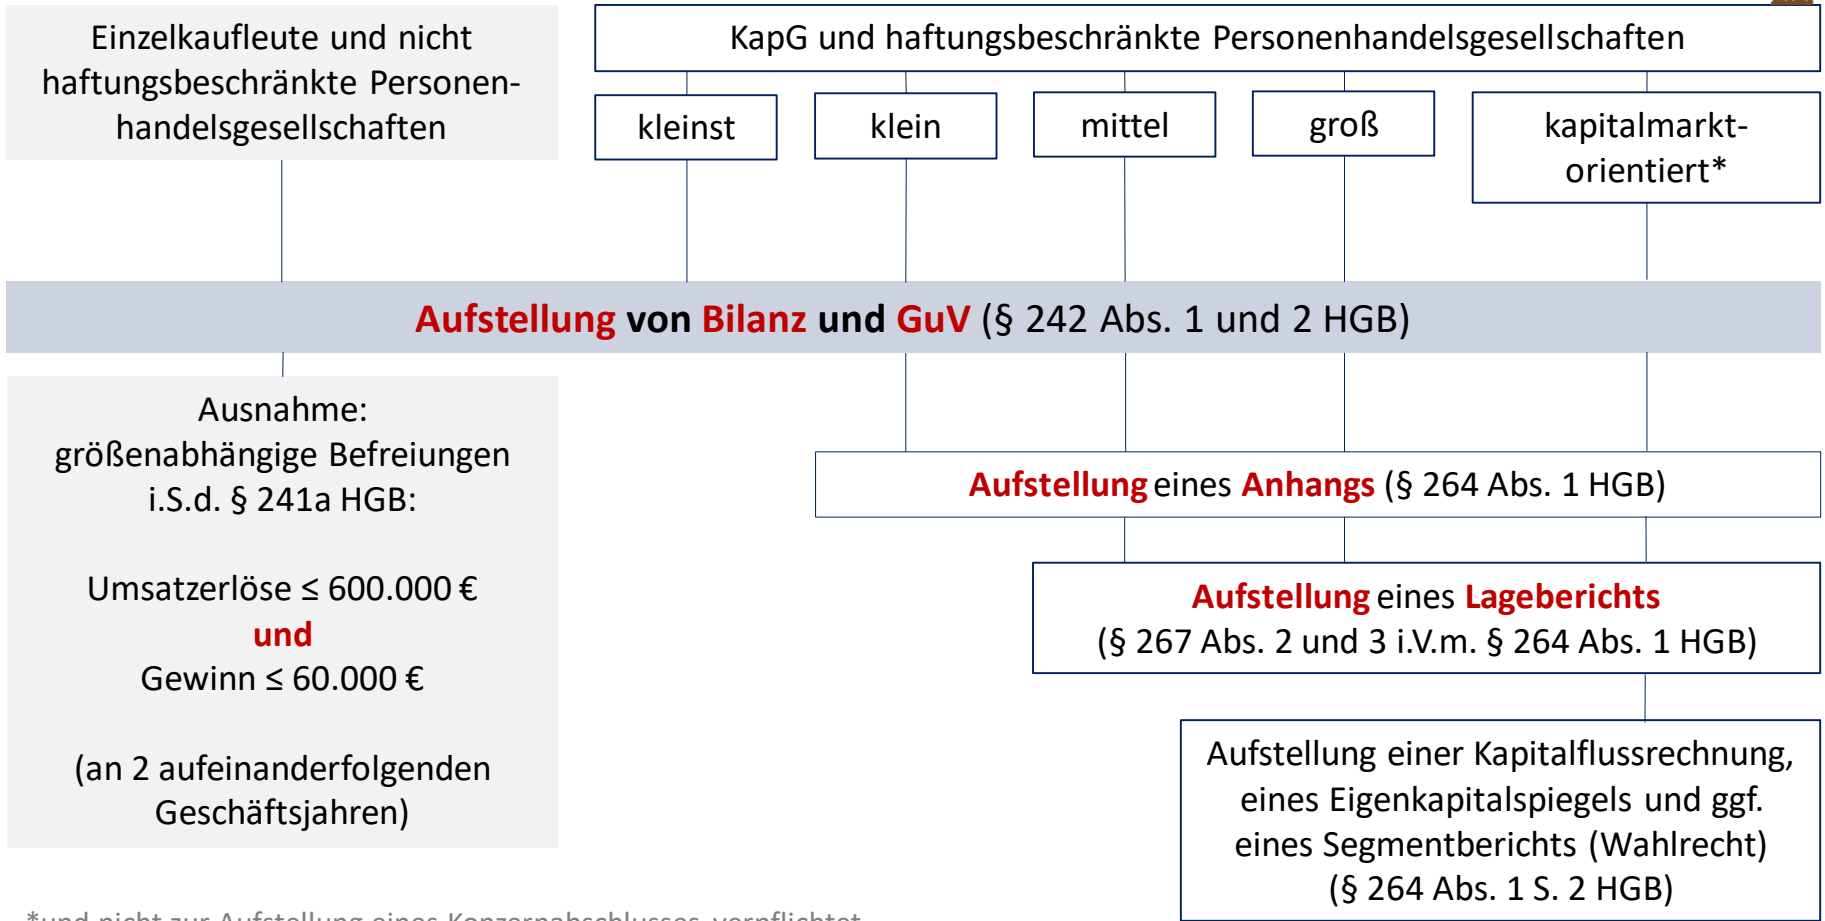 Einzelkaufleute und nicht
haftungsbeschränkte Personen-
handelsgesellschaften
KapG und haftungsbeschränkte Personenhandelsgesellschaften
kleinst
klein
mittel
groß
kapitalmarkt-
orientiert*
Aufstellung von Bilanz und GuV (§ 242 Abs. 1 und 2 HGB)
Ausnahme:
größenabhängige Befreiungen
i.S.d. § 241a HGB:
Umsatzerlöse ≤ 600.000 €
und
Gewinn ≤ 60.000 €
(an 2 aufeinanderfolgenden
Geschäftsjahren)
Aufstellung eines Anhangs (§ 264 Abs. 1 HGB)
Aufstellung eines Lageberichts
(§ 267 Abs. 2 und 3 i.V.m. § 264 Abs. 1 HGB)
Aufstellung einer Kapitalflussrechnung,
eines Eigenkapitalspiegels und ggf.
eines Segmentberichts (Wahlrecht)
(§ 264 Abs. 1 S. 2 HGB)
*und nicht zur Aufstellung eines Konzernabschlusses verpflichtet